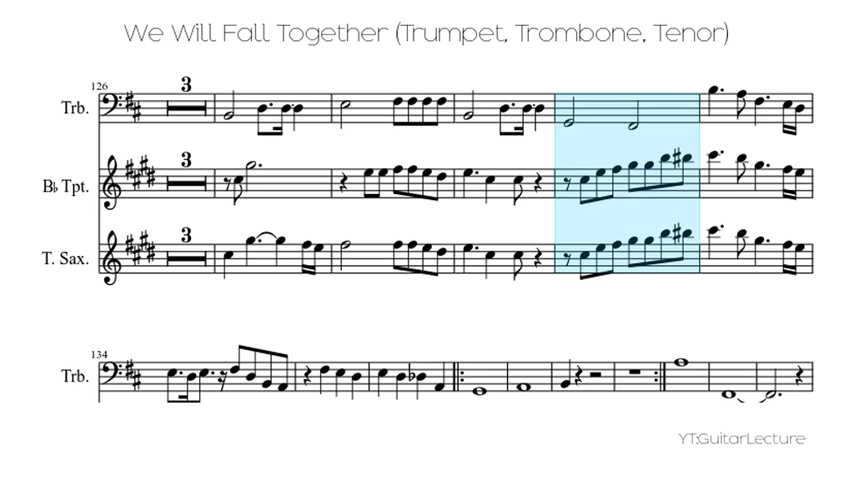 We Will Fall Together (Trumpet, Trombone, Tenor)
126
3
Trb.
3
B♭ Tpt.
3
T. Sax.
134
Trb.
YT:GuitarLecture